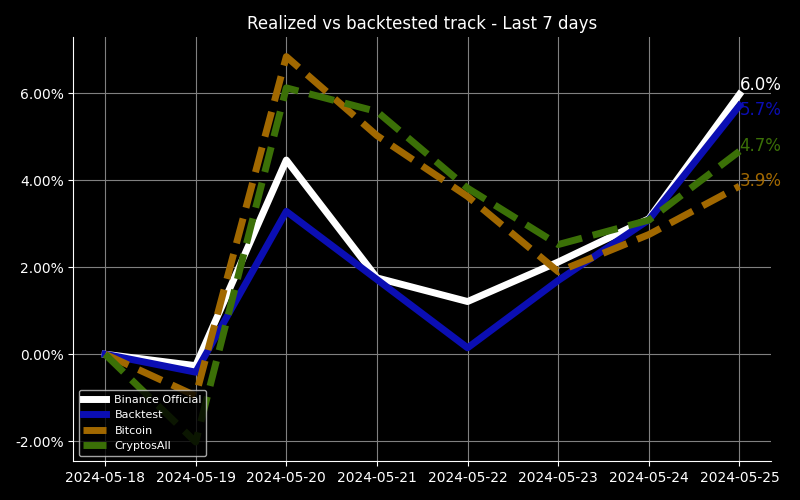 Realized vs backtested track - Last 7 days
6.00%
4.00%
2.00%
0.00%
-2.00%
6.0%
5.7%
4.7%
3.9%
Binance Official
Backtest
Bitcoin
CryptosAll
2024-05-18 2024-05-19 2024-05-20 2024-05-21 2024-05-22 2024-05-23 2024-05-24 2024-05-25